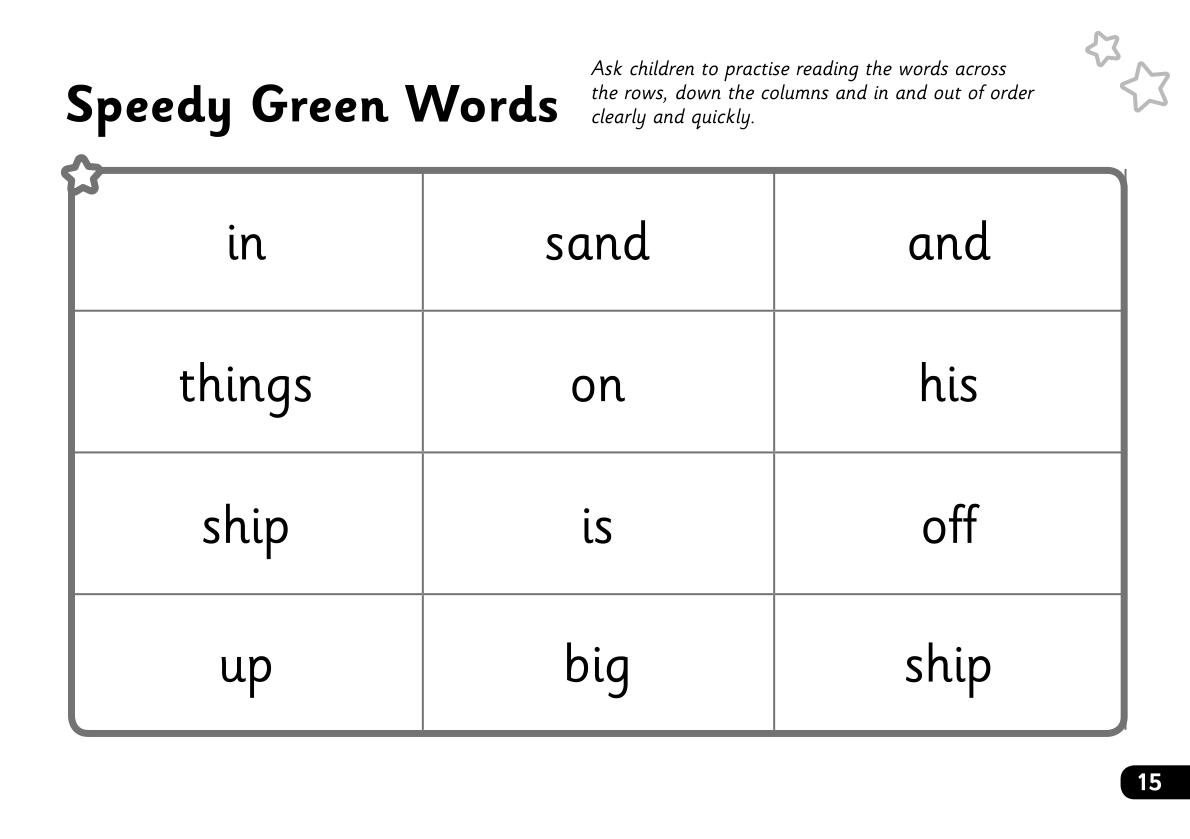 Speedy Green Words
Ask children to practise reading the words across
the rows, down the columns and in and out of order
clearly and quickly.
in sand and
things on his
ship is off
up big ship
15